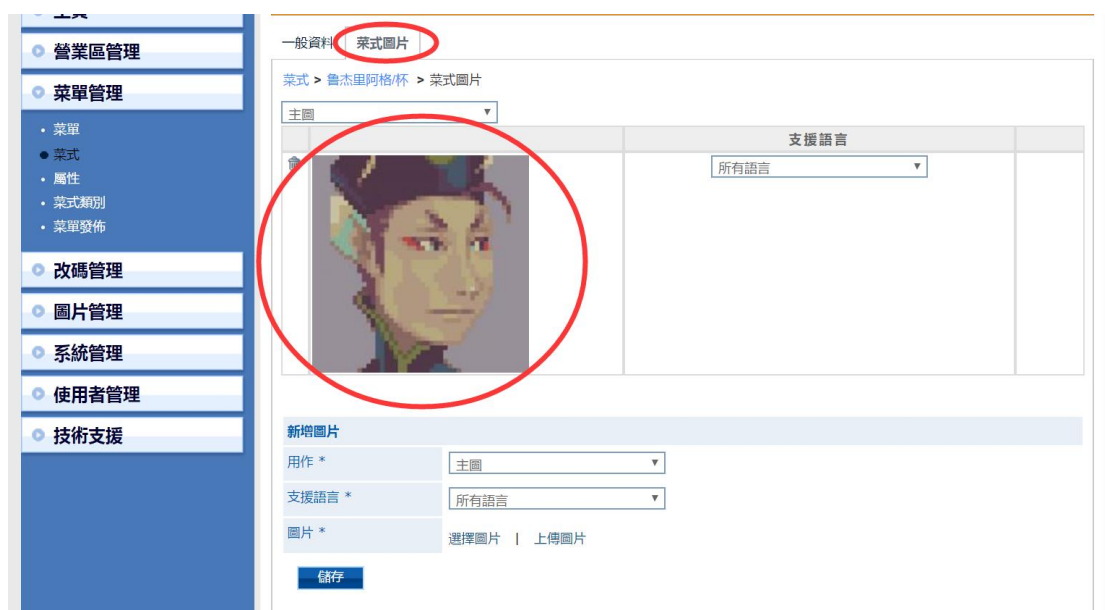 主頁
營業區管理
菜單管理
菜單
菜式
屬性
菜式類別
菜單發佈
改碼管理
圖片管理
系統管理
使用者管理
技術支援
一般資料 菜式圖片
菜式 > 魯杰里阿格/杯 > 菜式圖片
主圖
支援語言
所有語言
新增圖片
用作 * 主圖
支援語言 * 所有語言
圖片 * 選擇圖片 | 上傳圖片
儲存